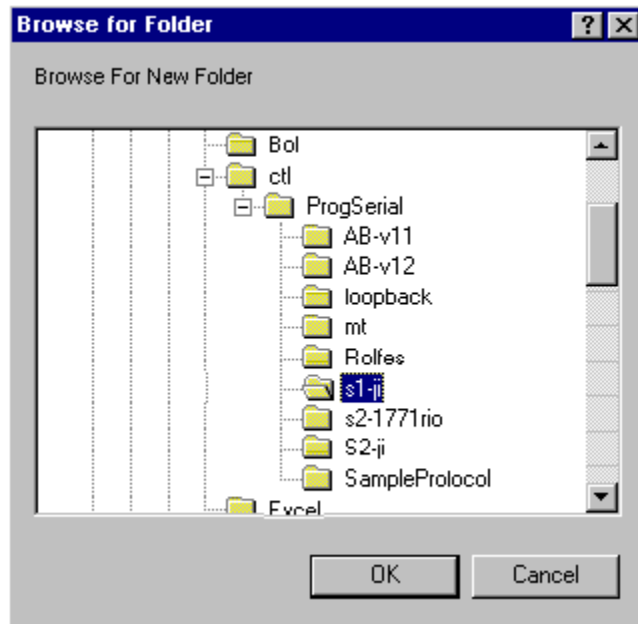 Browse for Folder
Browse For New Folder
Bol
ctl
ProgSerial
AB-v11
AB-v12
loopback
mt
Rolfes
s1-ji
s2-1771rio
S2-ji
SampleProtocol
Excel
OK Cancel